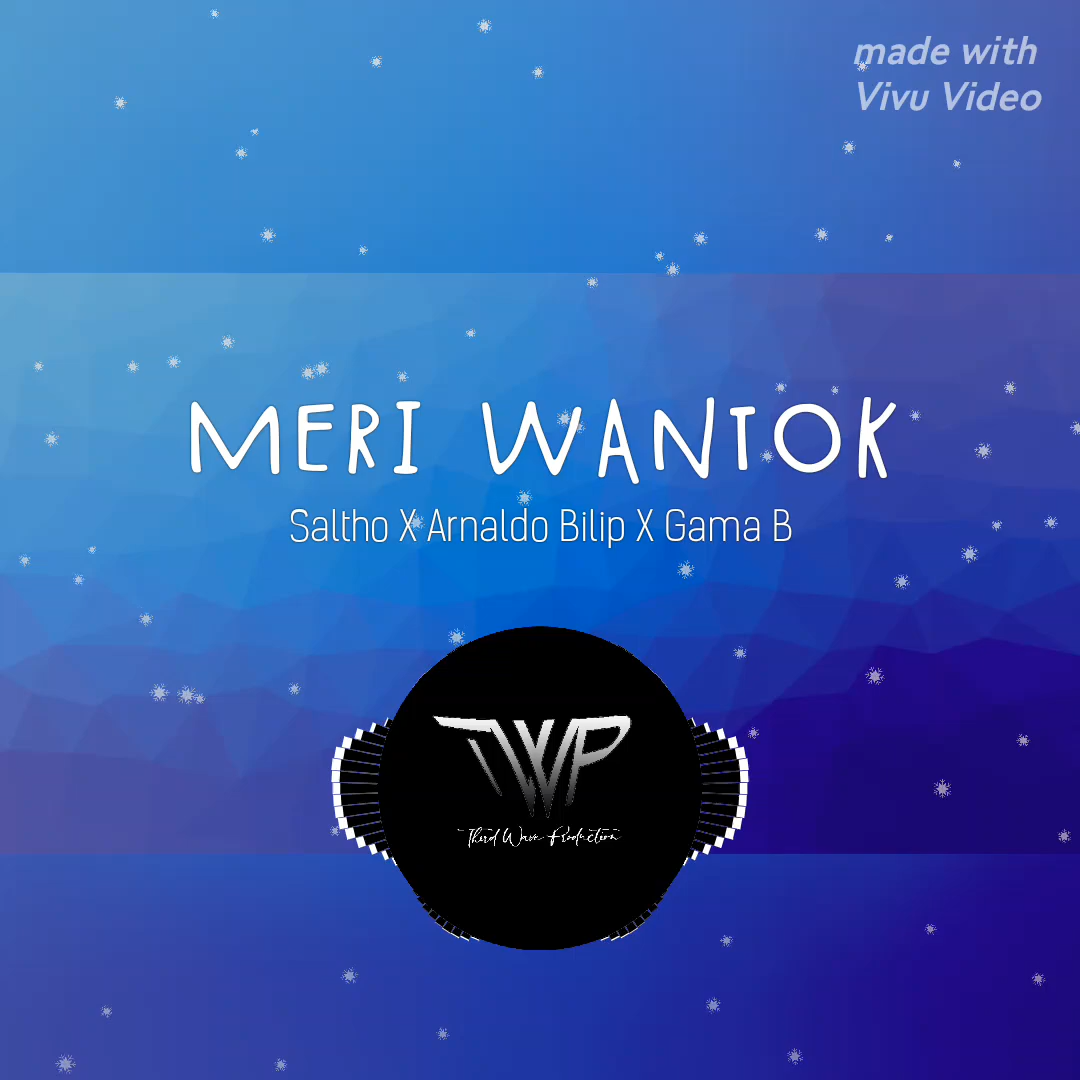 made with
Vivu Video
MERI WANTOK
Saltho X Arnaldo Bilip X Gama B
TWP
Third Wave Production